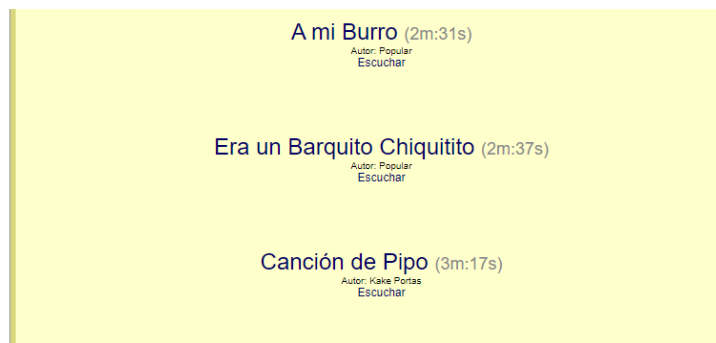 A mi Burro (2m:31s)
Autor: Popular
Escuchar
Era un Barquito Chiquitito (2m:37s)
Autor: Popular
Escuchar
Canción de Pipo (3m:17s)
Autor: Kake Portas
Escuchar